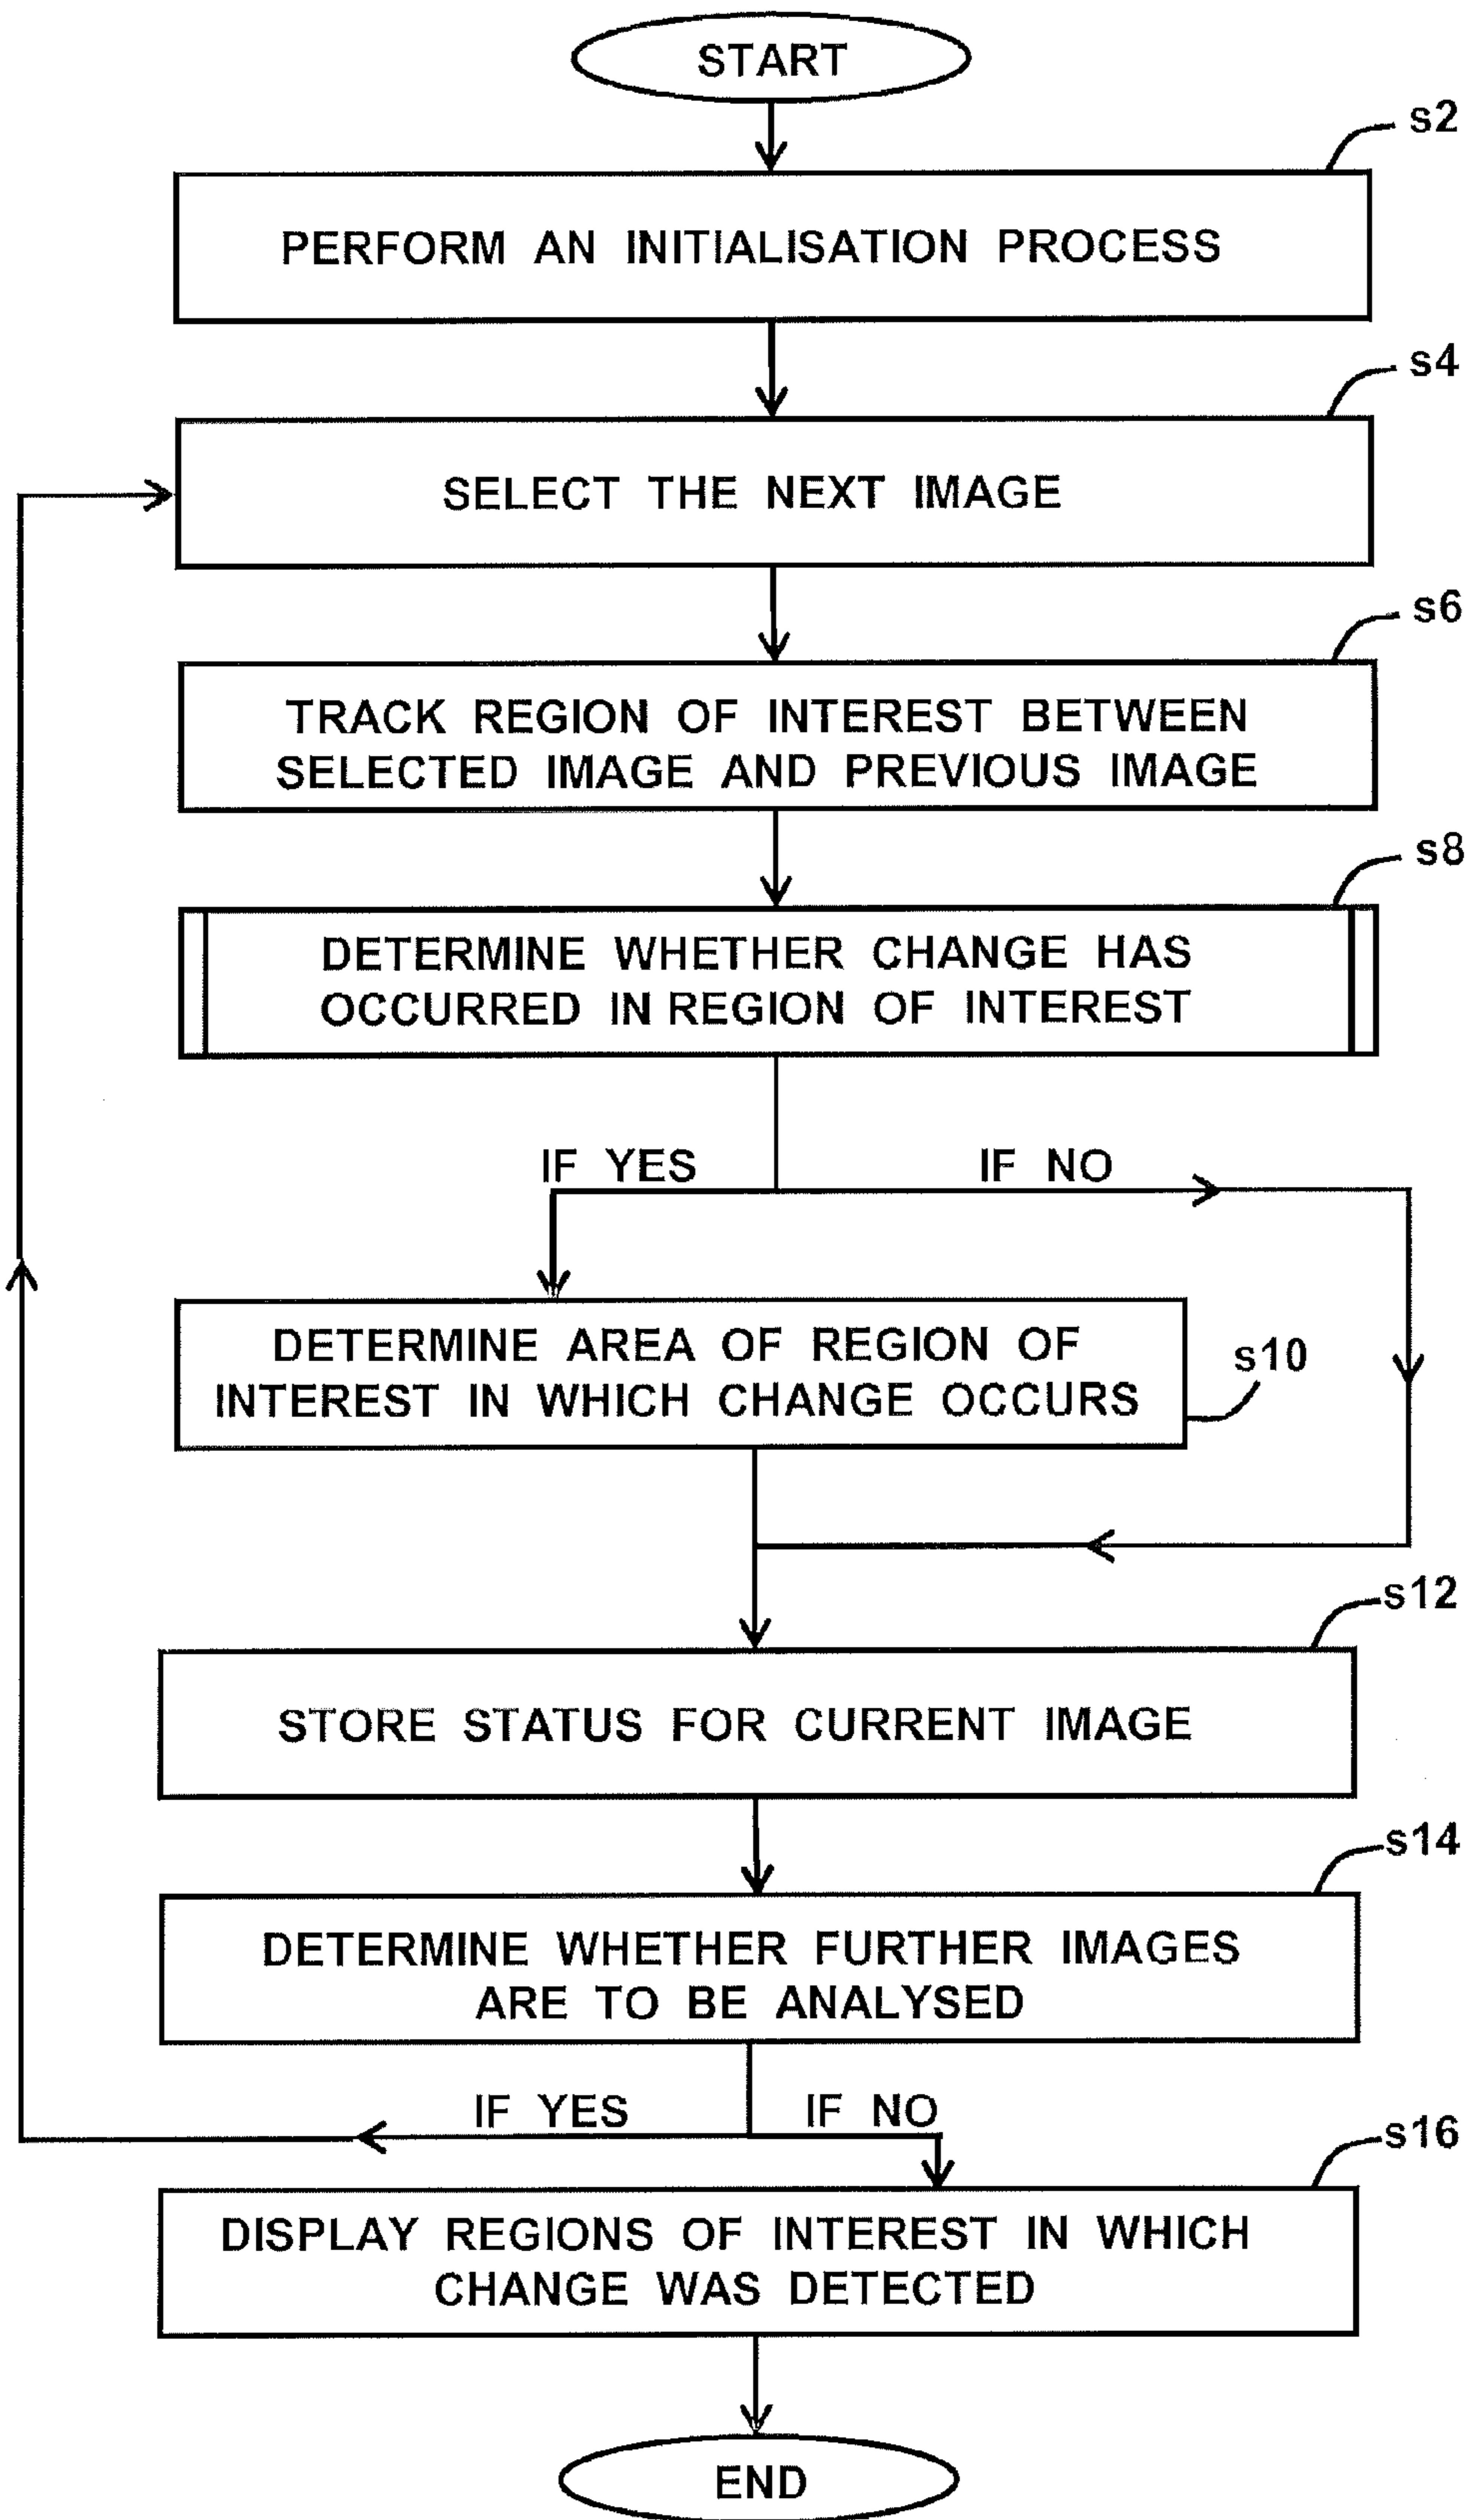 START
s2
PERFORM AN INITIALISATION PROCESS
s4
SELECT THE NEXT IMAGE
s6
TRACK REGION OF INTEREST BETWEEN
SELECTED IMAGE AND PREVIOUS IMAGE
s8
DETERMINE WHETHER CHANGE HAS
OCCURRED IN REGION OF INTEREST
IF YES
IF NO
DETERMINE AREA OF REGION OF
INTEREST IN WHICH CHANGE OCCURS
s10
s12
STORE STATUS FOR CURRENT IMAGE
s14
DETERMINE WHETHER FURTHER IMAGES
ARE TO BE ANALYSED
IF YES
IF NO
s16
DISPLAY REGIONS OF INTEREST IN WHICH
CHANGE WAS DETECTED
END